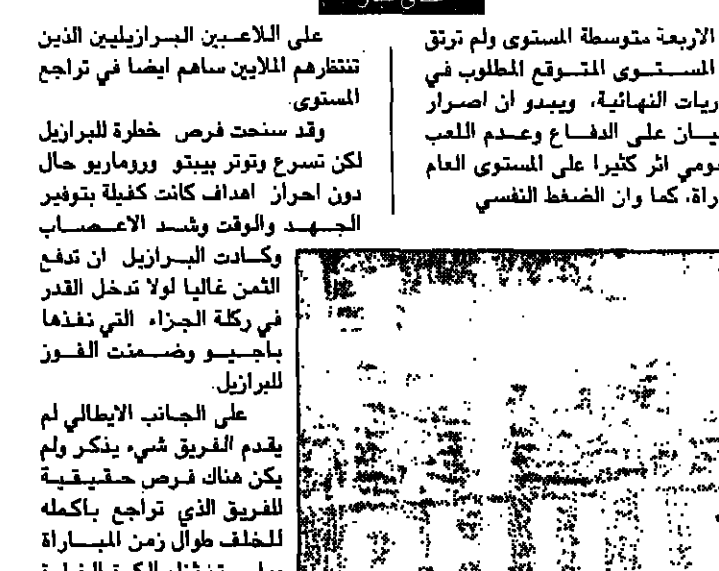 الاربعة متوسطة المستوى ولم ترتق
المستوى المتوقع المطلوب في
ريات النهائية، ويبدو ان اصرار
يان على الدفاع وعدم اللعب
ومي اثر كثيرا على المستوى العام
راة، كما وان الضغط النفسي
على اللاعبين البرازيليين الذين
تنتظرهم الملايين ساهم ايضا في تراجع
المستوى.
وقد سنحت فرص خطرة للبرازيل
لكن تسرع وتوتر بيبتو وروماريو حال
دون احراز اهداف كانت كفيلة بتوفير
الجهد والوقت وشد الاعصاب
وكادت البرازيل ان تدفع
الثمن غاليا لولا تدخل القدر
في ركلة الجزاء التي نفذها
باجيو وضمنت الفوز
للبرازيل.
على الجانب الايطالي لم
يقدم الفريق شيء يذكر ولم
يكن هناك فرص حقيقية
للفريق الذي تراجع باكمله
للخلف طوال زمن المباراة